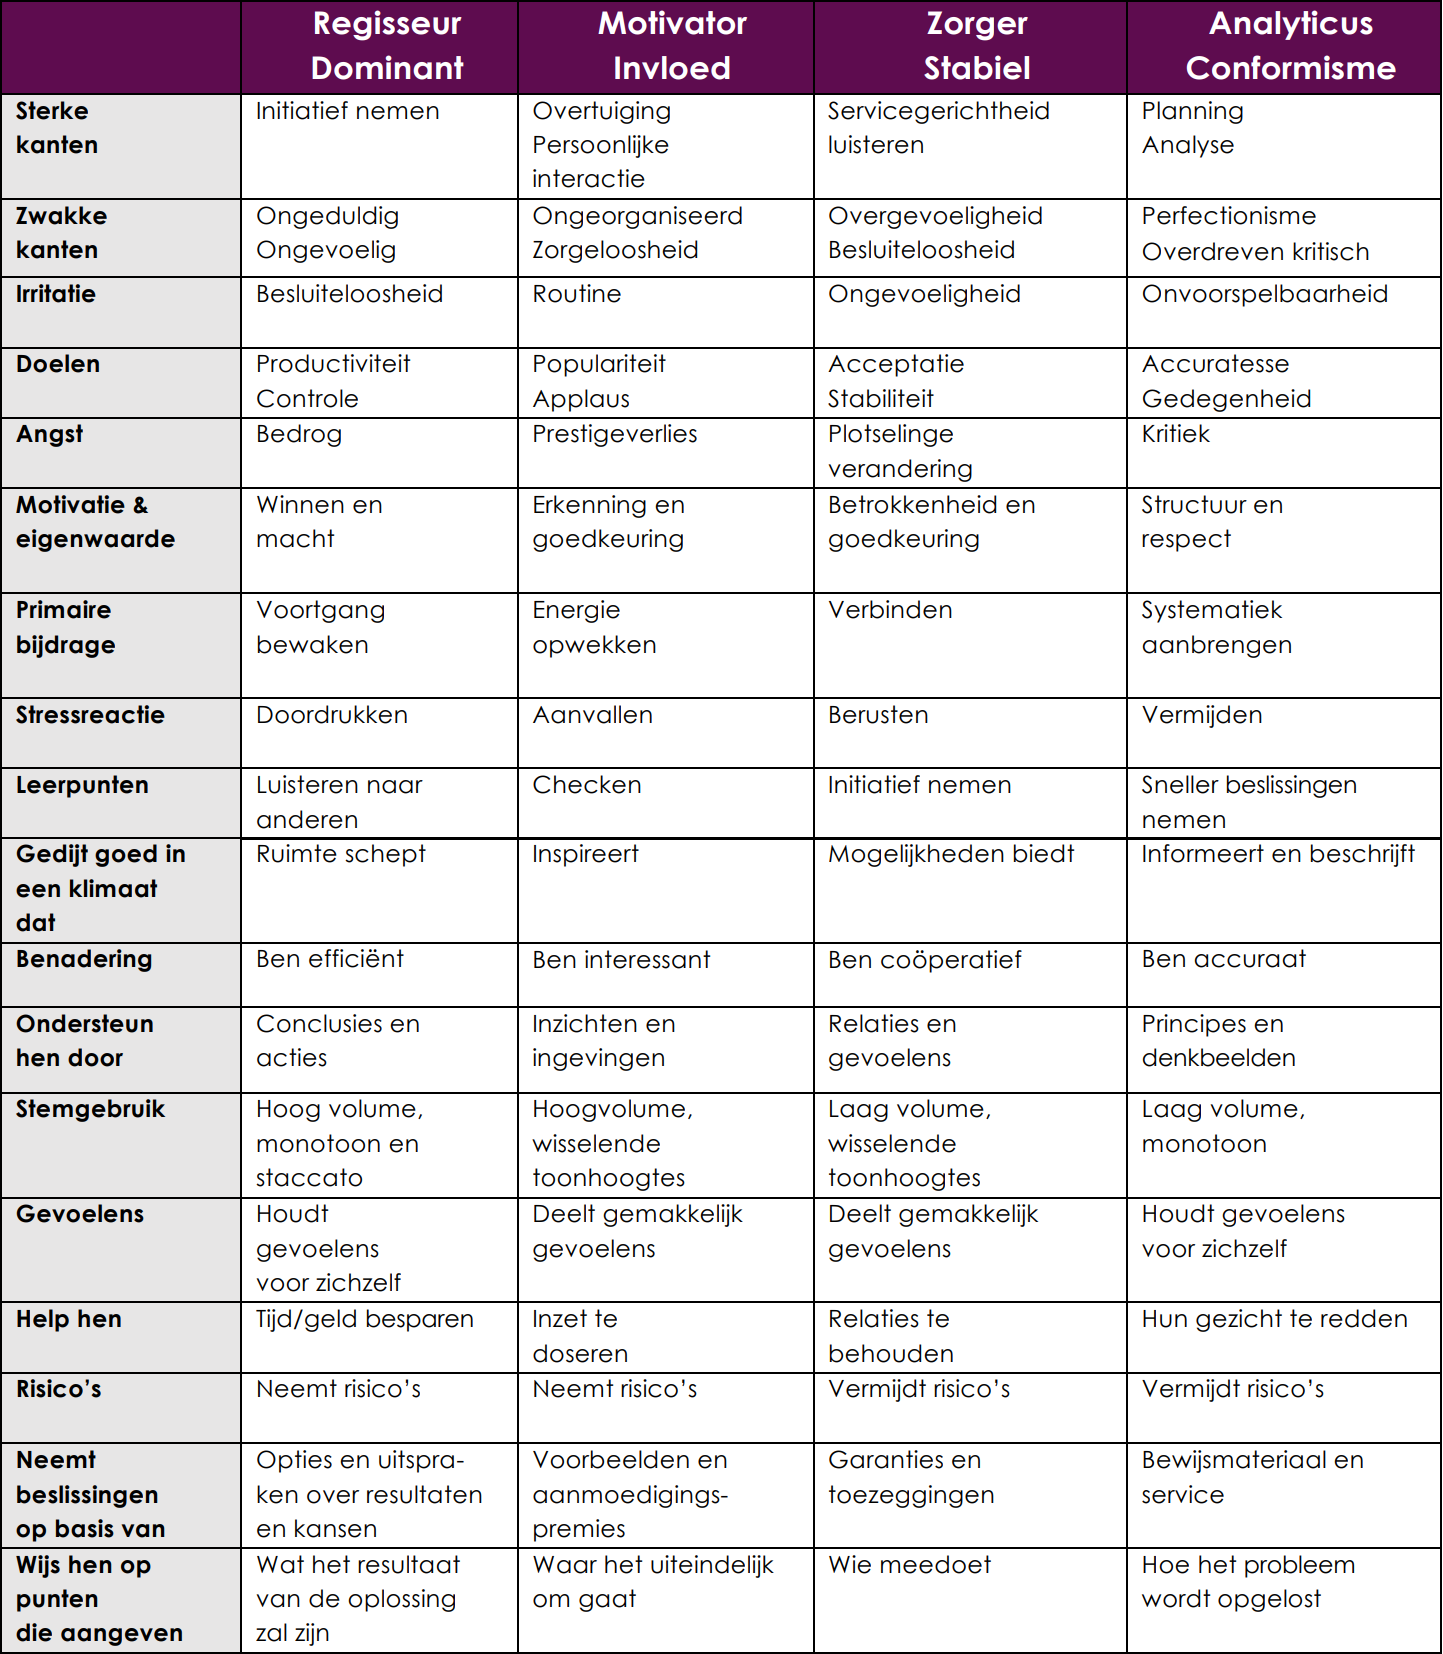 Regisseur
Dominant
Motivator
Invloed
Zorger
Stabiel
Analyticus
Conformisme
Sterke
kanten
Initiatief nemen
Overtuiging
Persoonlijke
interactie
Servicegerichtheid
luisteren
Planning
Analyse
Zwakke
kanten
Ongeduldig
Ongevoelig
Ongeorganiseerd
Zorgeloosheid
Overgevoeligheid
Besluiteloosheid
Perfectionisme
Overdreven kritisch
Irritatie
Besluiteloosheid
Routine
Ongevoeligheid
Onvoorspelbaarheid
Doelen
Productiviteit
Controle
Populariteit
Applaus
Acceptatie
Stabiliteit
Accuratesse
Gedegenheid
Angst
Bedrog
Prestigeverlies
Plotselinge
verandering
Kritiek
Motivatie &
eigenwaarde
Winnen en
macht
Erkenning en
goedkeuring
Betrokkenheid en
goedkeuring
Structuur en
respect
Primaire
bijdrage
Voortgang
bewaken
Energie
opwekken
Verbinden
Systematiek
aanbrengen
Stressreactie
Doordrukken
Aanvallen
Berusten
Vermijden
Leerpunten
Luisteren naar
anderen
Checken
Initiatief nemen
Sneller beslissingen
nemen
Gedijt goed in
een klimaat
dat
Ruimte schept
Inspireert
Mogelijkheden biedt
Informeert en beschrijft
Benadering
Ben efficiënt
Ben interessant
Ben coöperatief
Ben accuraat
Ondersteun
hen door
Conclusies en
acties
Inzichten en
ingevingen
Relaties en
gevoelens
Principes en
denkbeelden
Stemgebruik
Hoog volume,
monotoon en
staccato
Hoogvolume,
wisselende
toonhoogtes
Laag volume,
wisselende
toonhoogtes
Laag volume,
monotoon
Gevoelens
Houdt
gevoelens
voor zichzelf
Deelt gemakkelijk
gevoelens
Deelt gemakkelijk
gevoelens
Houdt gevoelens
voor zichzelf
Help hen
Tijd/geld besparen
Inzet te
doseren
Relaties te
behouden
Hun gezicht te redden
Risico’s
Neemt risico’s
Neemt risico’s
Vermijdt risico’s
Vermijdt risico’s
Neemt
beslissingen
op basis van
Opties en uitspra-
ken over resultaten
en kansen
Voorbeelden en
aanmoedigings-
premies
Garanties en
toezeggingen
Bewijsmateriaal en
service
Wijs hen op
punten
die aangeven
Wat het resultaat
van de oplossing
zal zijn
Waar het uiteindelijk
om gaat
Wie meedoet
Hoe het probleem
wordt opgelost